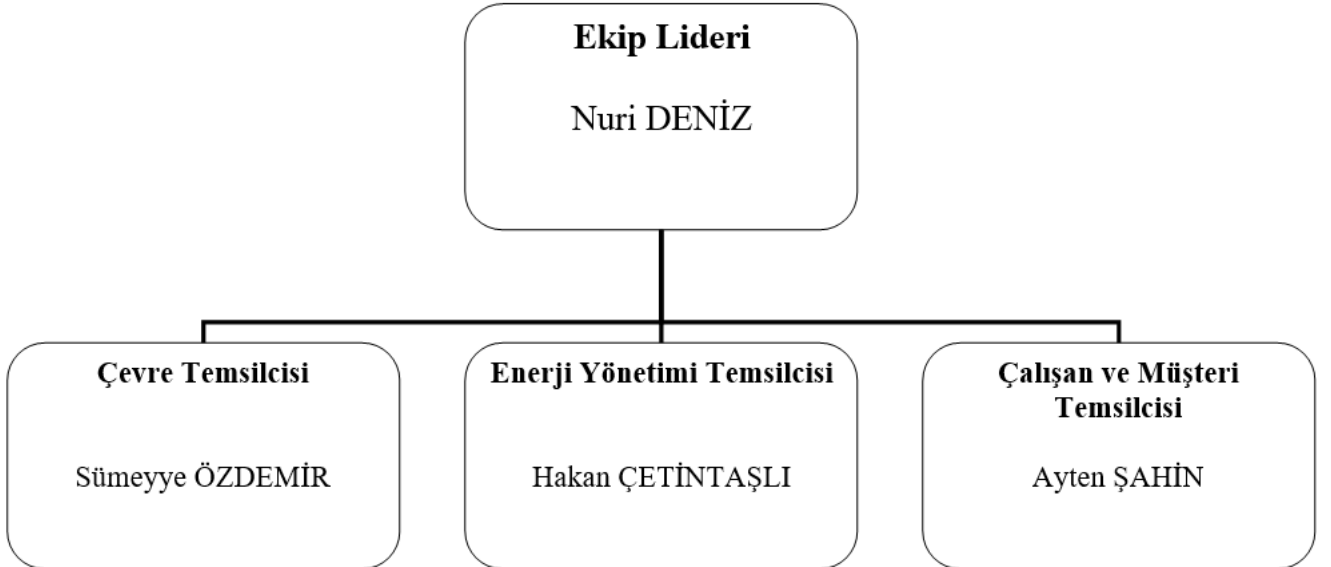 Ekip Lideri
Nuri DENİZ
Çevre Temsilcisi
Sümeyye ÖZDEMİR
Enerji Yönetimi Temsilcisi
Hakan ÇETİNTAŞLI
Çalışan ve Müşteri
Temsilcisi
Ayten ŞAHİN